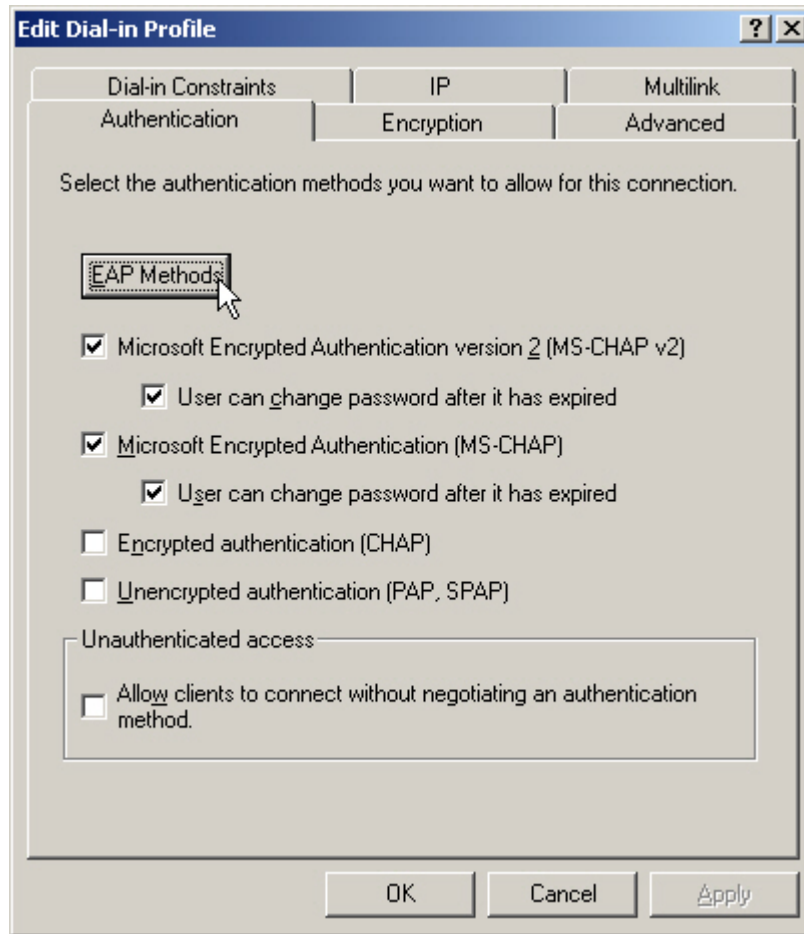 Edit Dial-in Profile
Dial-in Constraints
IP
Multilink
Authentication
Encryption
Advanced
Select the authentication methods you want to allow for this connection.
EAP Methods
Microsoft Encrypted Authentication version 2 (MS-CHAP v2)
User can change password after it has expired
Microsoft Encrypted Authentication (MS-CHAP)
User can change password after it has expired
Encrypted authentication (CHAP)
Unencrypted authentication (PAP, SPAP)
Unauthenticated access
Allow clients to connect without negotiating an authentication
method.
OK
Cancel
Apply